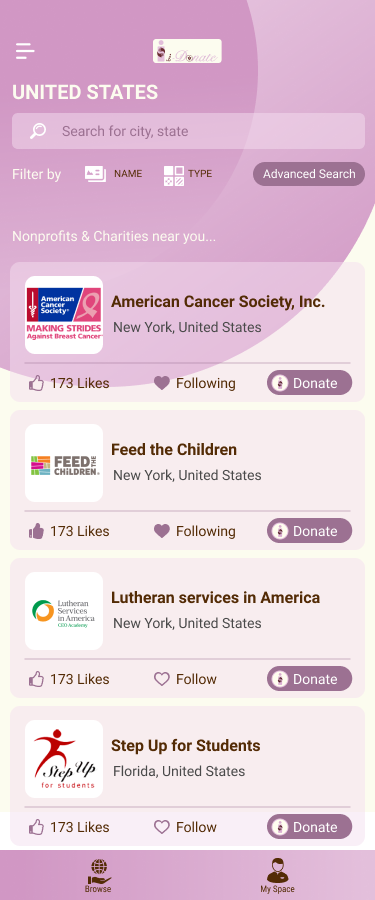 i Donate
UNITED STATES
Search for city, state
Filter by NAME TYPE Advanced Search
Nonprofits & Charities near you...
American
Cancer
Society®
MAKING STRIDES
Against Breast Cancer
American Cancer Society, Inc.
New York, United States
173 Likes Following Donate
FEED THE
CHILDREN
Feed the Children
New York, United States
173 Likes Following Donate
Lutheran
Services
in America
CEO Academy
Lutheran services in America
New York, United States
173 Likes Follow Donate
Step Up
for students
Step Up for Students
Florida, United States
173 Likes Follow Donate
Browse My Space